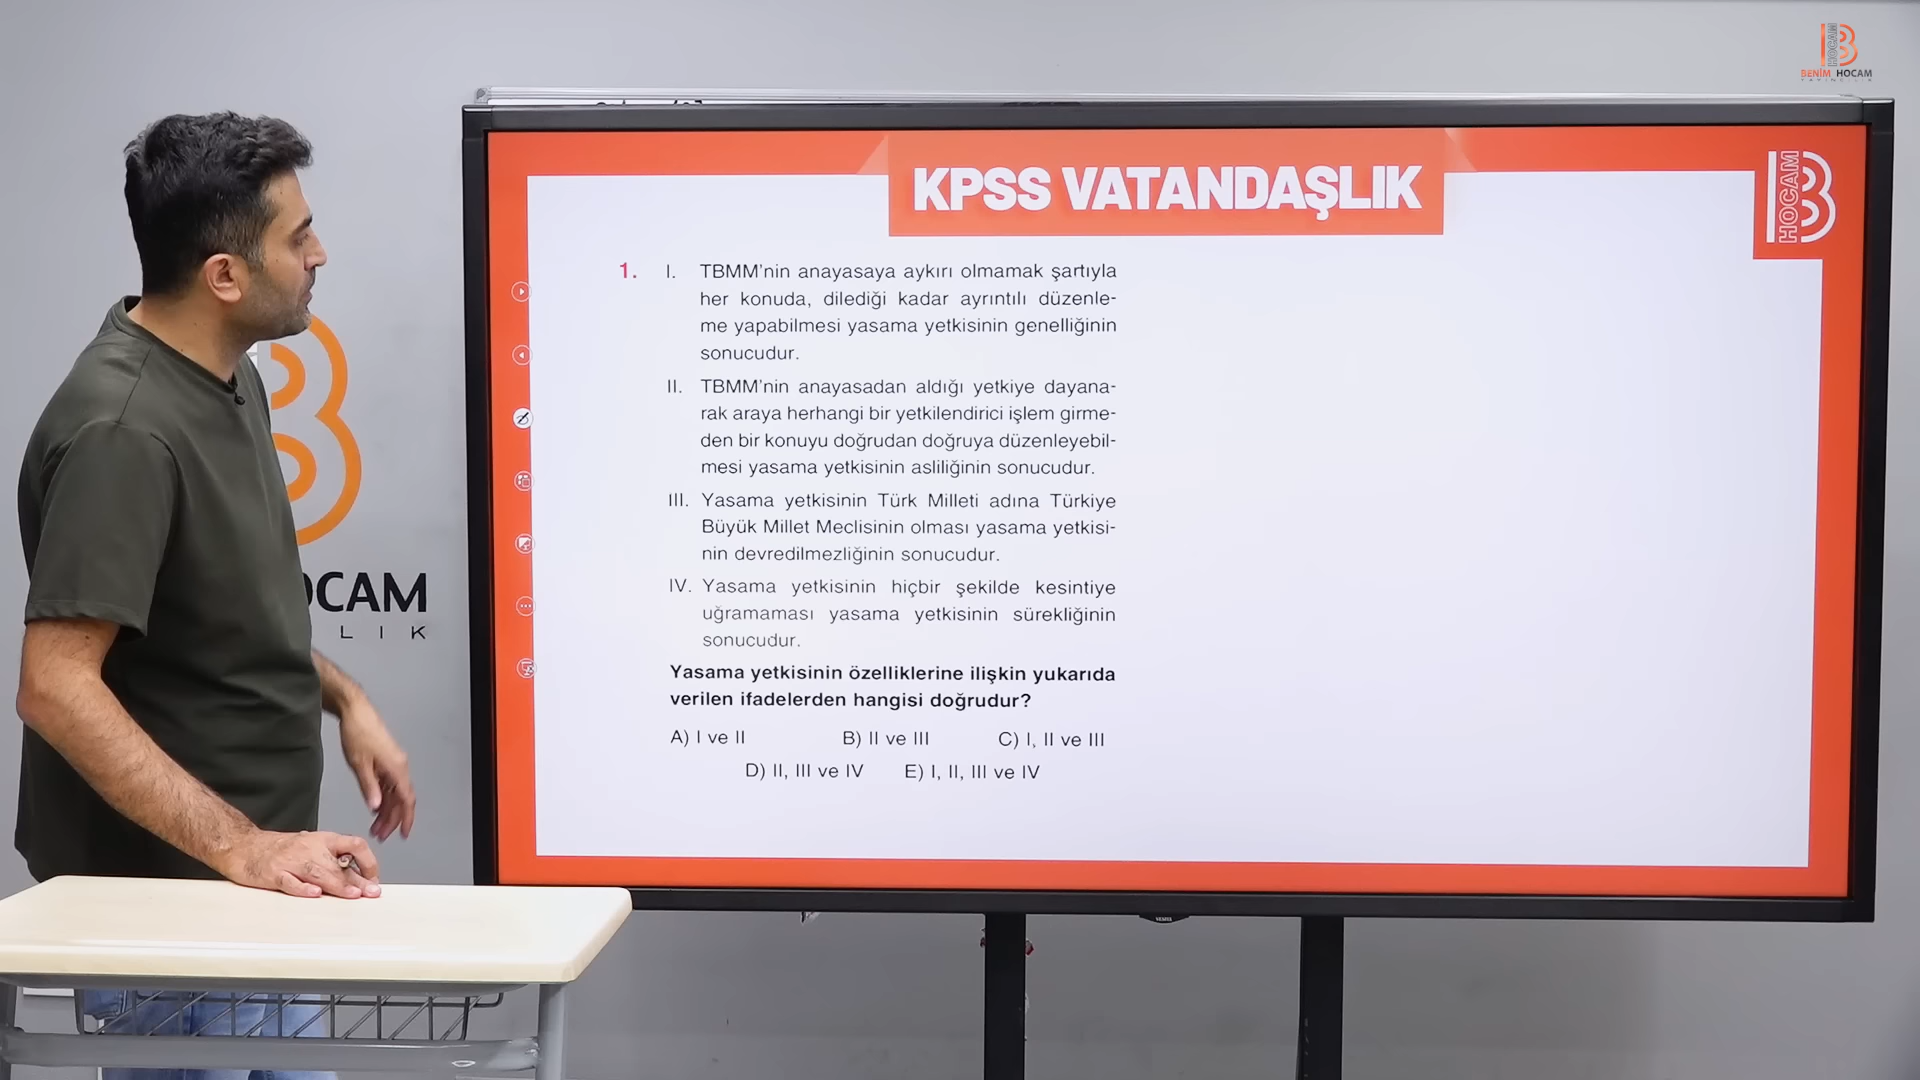 BENİM HOCAM
YAYINCILIK
KPSS VATANDAŞLIK
HOCAM
1. I. TBMM'nin anayasaya aykırı olmamak şartıyla
her konuda, dilediği kadar ayrıntılı düzenle-
me yapabilmesi yasama yetkisinin genelliğinin
sonucudur.
II. TBMM'nin anayasadan aldığı yetkiye dayana-
rak araya herhangi bir yetkilendirici işlem girme-
den bir konuyu doğrudan doğruya düzenleyebil-
mesi yasama yetkisinin asliliğinin sonucudur.
III. Yasama yetkisinin Türk Milleti adına Türkiye
Büyük Millet Meclisinin olması yasama yetkisi-
nin devredilmezliğinin sonucudur.
IV. Yasama yetkisinin hiçbir şekilde kesintiye
uğramaması yasama yetkisinin sürekliğinin
sonucudur.
Yasama yetkisinin özelliklerine ilişkin yukarıda
verilen ifadelerden hangisi doğrudur?
A) I ve II B) II ve III C) I, II ve III
D) II, III ve IV E) I, II, III ve IV
OCAM
LIK